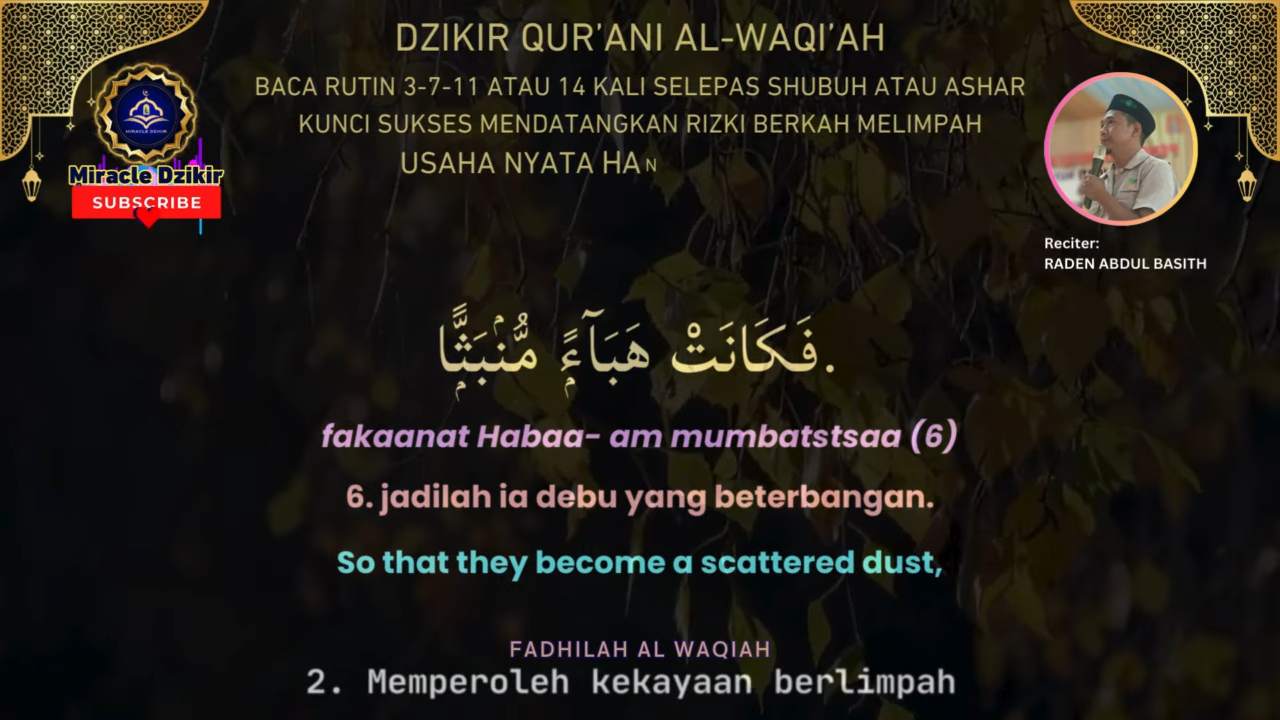 DZIKIR QUR'ANI AL-WAQI'AH
BACA RUTIN 3-7-11 ATAU 14 KALI SELEPAS SHUBUH ATAU ASHAR
KUNCI SUKSES MENDATANGKAN RIZKI BERKAH MELIMPAH
USAHA NYATA HAN
MIRACLE DZIKIR
Miracle Dzikir
SUBSCRIBE
Reciter:
RADEN ABDUL BASITH
فَكَانَتْ هَبَآءًۭ مُّنۢبَثًّۭا.
fakaanat Habaa- am mumbatstsaa (6)
6. jadilah ia debu yang beterbangan.
So that they become a scattered dust,
FADHILAH AL WAQIAH
2. Memperoleh kekayaan berlimpah